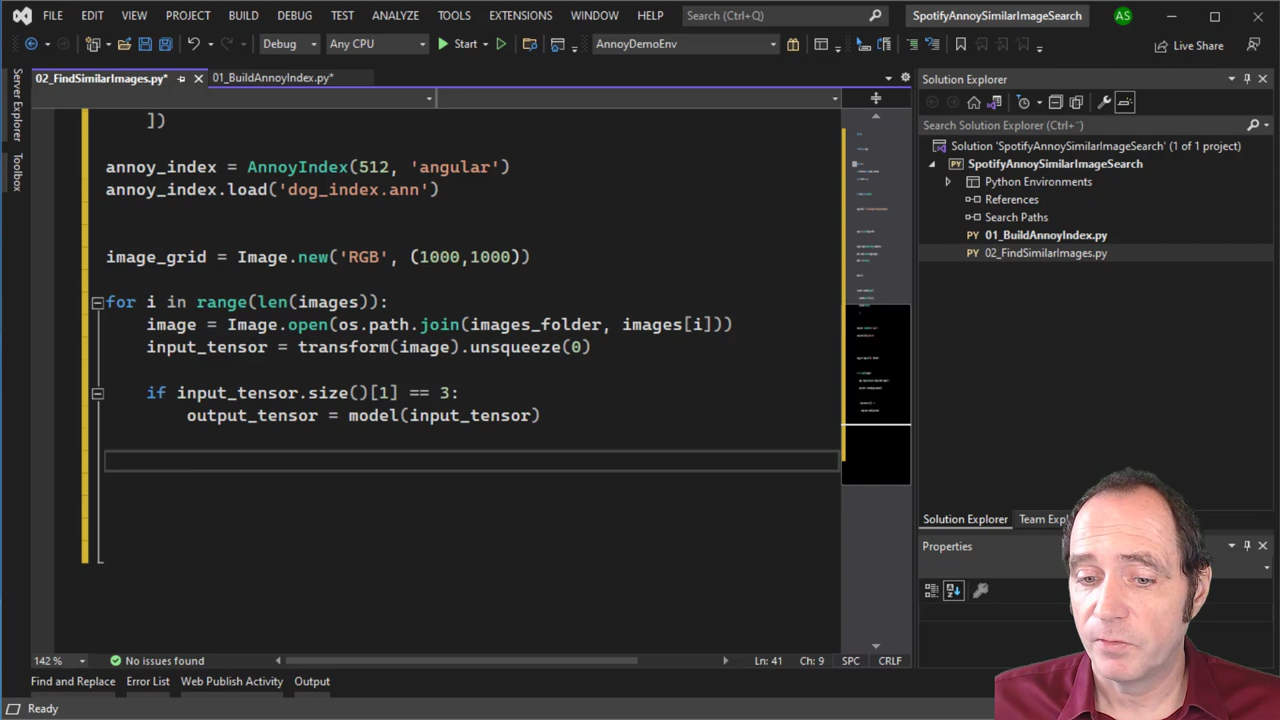 FILE EDIT VIEW PROJECT BUILD DEBUG TEST ANALYZE TOOLS EXTENSIONS WINDOW HELP Search (Ctrl+Q) SpotifyAnnoySimilarImageSearch AS
Debug Any CPU Start AnnoyDemoEnv Live Share
Server Explorer
Toolbox
02_FindSimilarImages.py* 01_BuildAnnoyIndex.py*
])
annoy_index = AnnoyIndex(512, 'angular')
annoy_index.load('dog_index.ann')
image_grid = Image.new('RGB', (1000,1000))
for i in range(len(images)):
image = Image.open(os.path.join(images_folder, images[i]))
input_tensor = transform(image).unsqueeze(0)
if input_tensor.size()[1] == 3:
output_tensor = model(input_tensor)
142 % No issues found Ln: 41 Ch: 9 SPC CRLF
Find and Replace Error List Web Publish Activity Output
Ready
Solution Explorer
Search Solution Explorer (Ctrl+¨)
Solution 'SpotifyAnnoySimilarImageSearch' (1 of 1 project)
SpotifyAnnoySimilarImageSearch
Python Environments
References
Search Paths
PY 01_BuildAnnoyIndex.py
PY 02_FindSimilarImages.py
Solution Explorer Team Expl
Properties